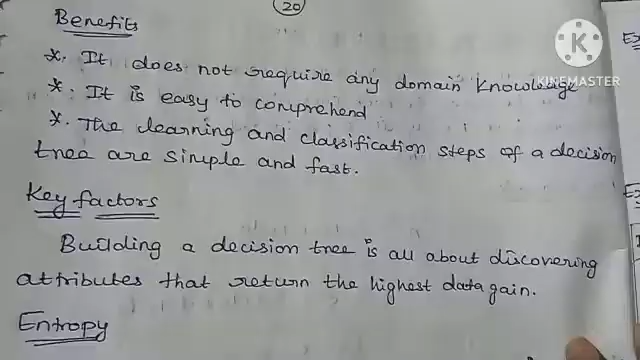 20
Benefits
*. It does not require any domain knowledge
KINEMASTER
*. It is easy to comprehend
*. The learning and classification steps of a decision
tree are simple and fast.
Key factors
Building a decision tree is all about discovering
attributes that return the highest data gain.
Entropy